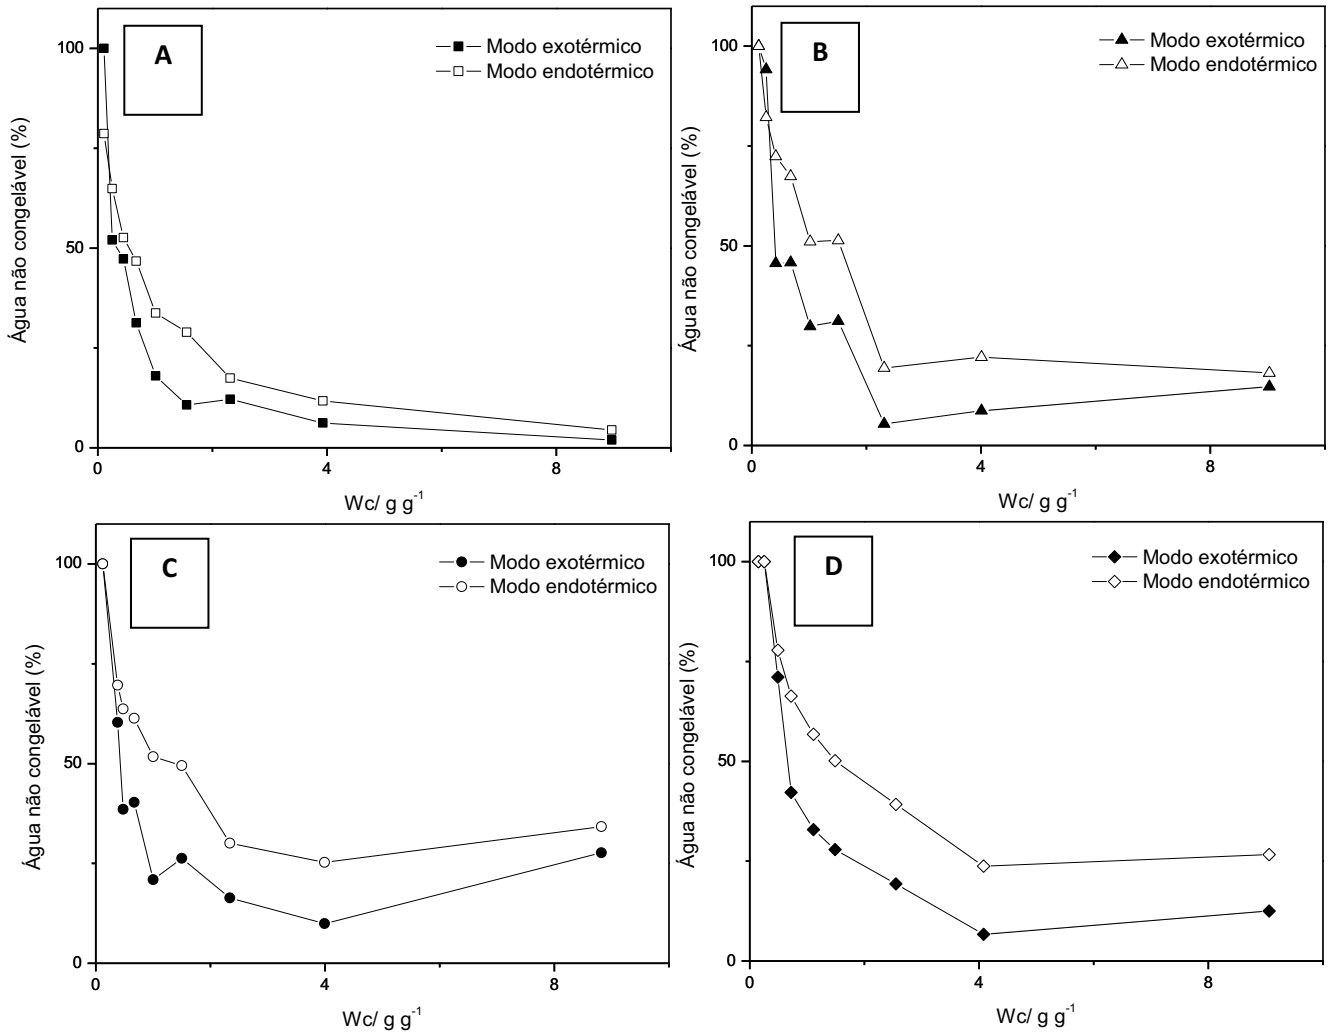 A
Modo exotérmico
Modo endotérmico
100
50
0
0
4
8
Água não congelável (%)
Wc/ g g⁻¹
B
Modo exotérmico
Modo endotérmico
100
50
0
0
4
8
Água não congelável (%)
Wc/ g g⁻¹
C
Modo exotérmico
Modo endotérmico
100
50
0
0
4
8
Água não congelável (%)
Wc/ g g⁻¹
D
Modo exotérmico
Modo endotérmico
100
50
0
0
4
8
Água não congelável (%)
Wc/ g g⁻¹